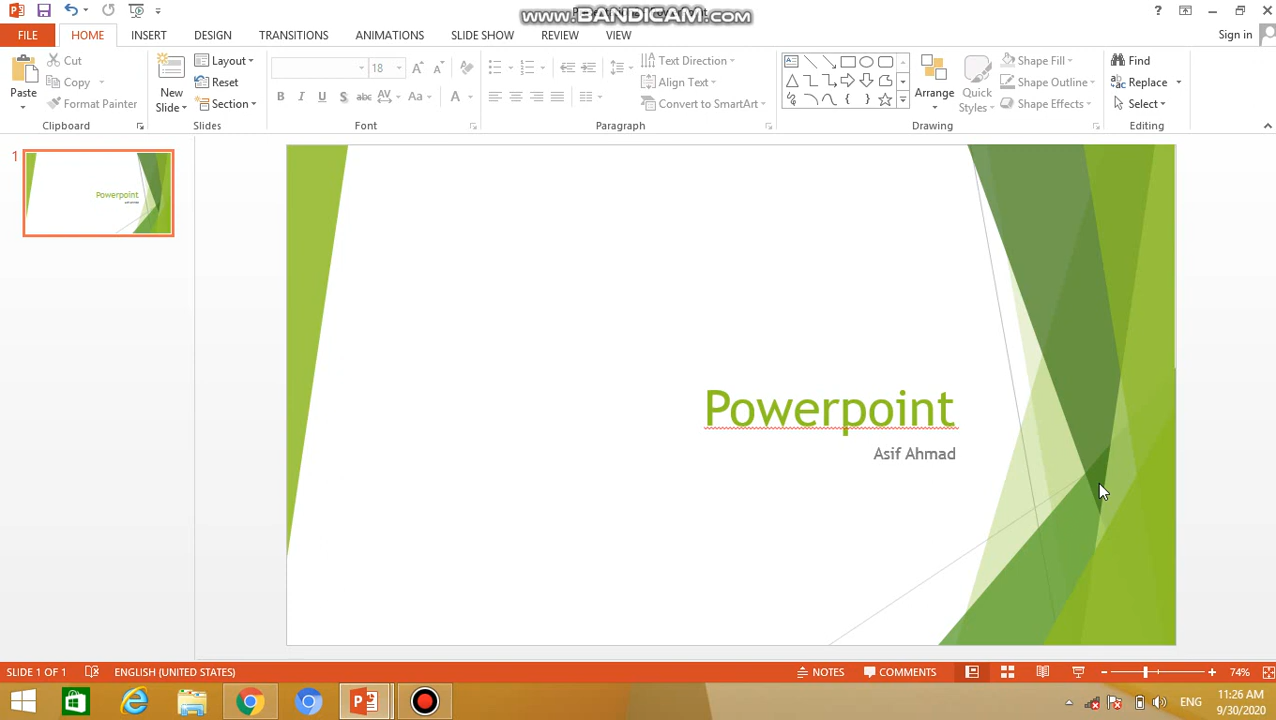 www.BANDICAM.com
Sign in
FILE HOME INSERT DESIGN TRANSITIONS ANIMATIONS SLIDE SHOW REVIEW VIEW
Paste
Cut
Copy
Format Painter
Clipboard
New
Slide
Layout
Reset
Section
Slides
18
B I U S abc AV Aa A
Font
Text Direction
Align Text
Convert to SmartArt
Paragraph
Arrange
Quick
Styles
Shape Fill
Shape Outline
Shape Effects
Drawing
Find
Replace
Select
Editing
1
Powerpoint
Powerpoint
Asif Ahmad
SLIDE 1 OF 1 ENGLISH (UNITED STATES) NOTES COMMENTS 74%
ENG
11:26 AM
9/30/2020